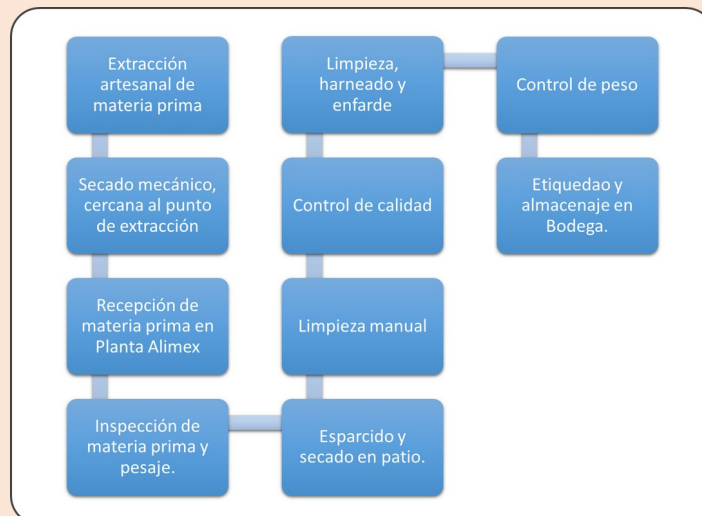 Extracción
artesanal de
materia prima
Secado mecánico,
cercana al punto
de extracción
Recepción de
materia prima en
Planta Alimex
Inspección de
materia prima y
pesaje.
Esparcido y
secado en patio.
Limpieza manual
Control de calidad
Limpieza,
harneado y
enfarde
Control de peso
Etiquedao y
almacenaje en
Bodega.